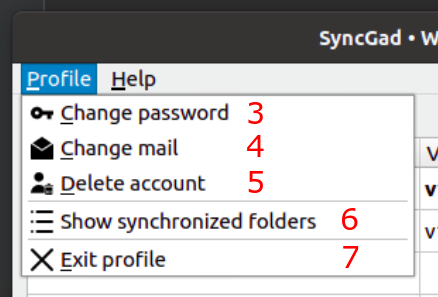 SyncGad •
Profile Help
Change password 3
Change mail 4
Delete account 5
Show synchronized folders 6
Exit profile 7